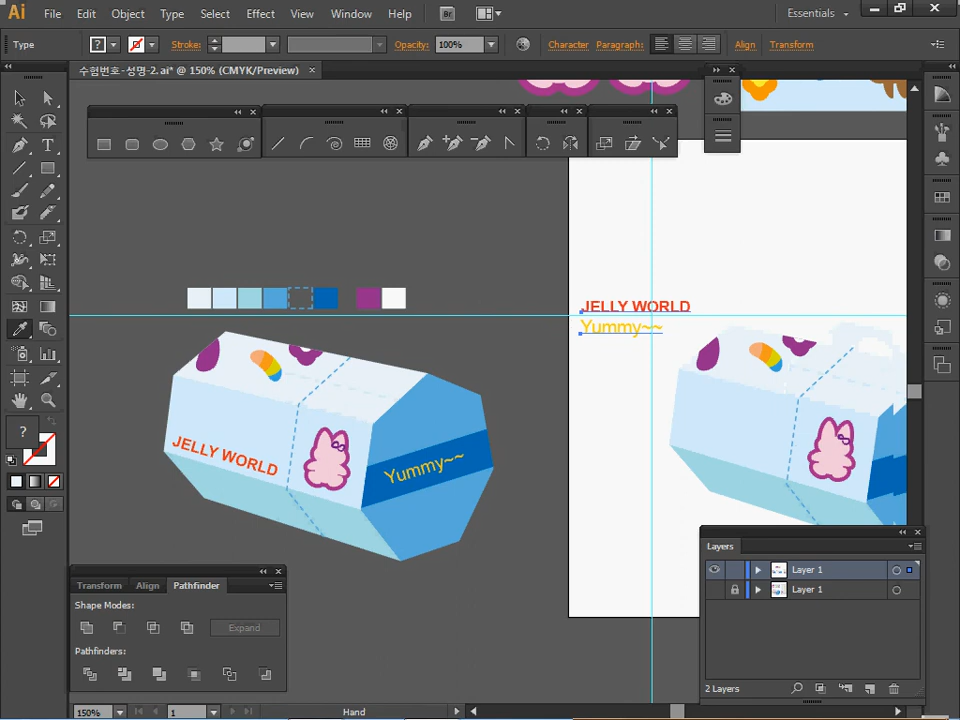 Ai File Edit Object Type Select Effect View Window Help Br Essentials
Type ? Stroke: Opacity: 100% Character Paragraph: Align Transform
수험번호-성명-2.ai* @ 150% (CMYK/Preview)
JELLY WORLD
Yummy~~
JELLY WORLD
Yummy~~
?
Layers
Layer 1
Layer 1
2 Layers
Transform Align Pathfinder
Shape Modes:
Expand
Pathfinders:
150% 1 Hand